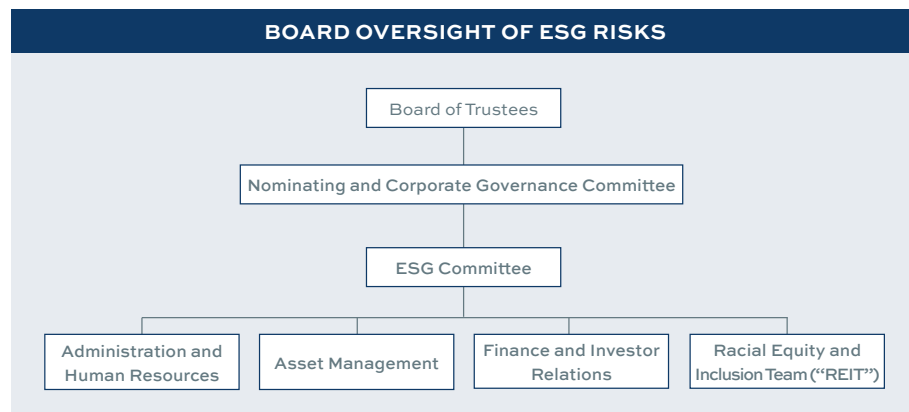 BOARD OVERSIGHT OF ESG RISKS
Board of Trustees
Nominating and Corporate Governance Committee
ESG Committee
Administration and
Human Resources
Asset Management
Finance and Investor
Relations
Racial Equity and
Inclusion Team (“REIT”)